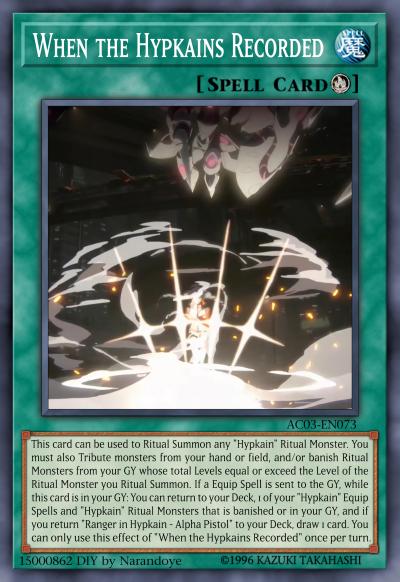 When the Hypkains Recorded
SPELL
魔
[Spell Card]
AC03-EN073
This card can be used to Ritual Summon any "Hypkain" Ritual Monster. You
must also Tribute monsters from your hand or field, and/or banish Ritual
Monsters from your GY whose total Levels equal or exceed the Level of the
Ritual Monster you Ritual Summon. If a Equip Spell is sent to the GY, while
this card is in your GY: You can return to your Deck, 1 of your "Hypkain" Equip
Spells and "Hypkain" Ritual Monsters that is banished or in your GY, and if
you return "Ranger in Hypkain - Alpha Pistol" to your Deck, draw 1 card. You
can only use this effect of "When the Hypkains Recorded" once per turn.
15000862 DIY by Narandoye
©1996 KAZUKI TAKAHASHI